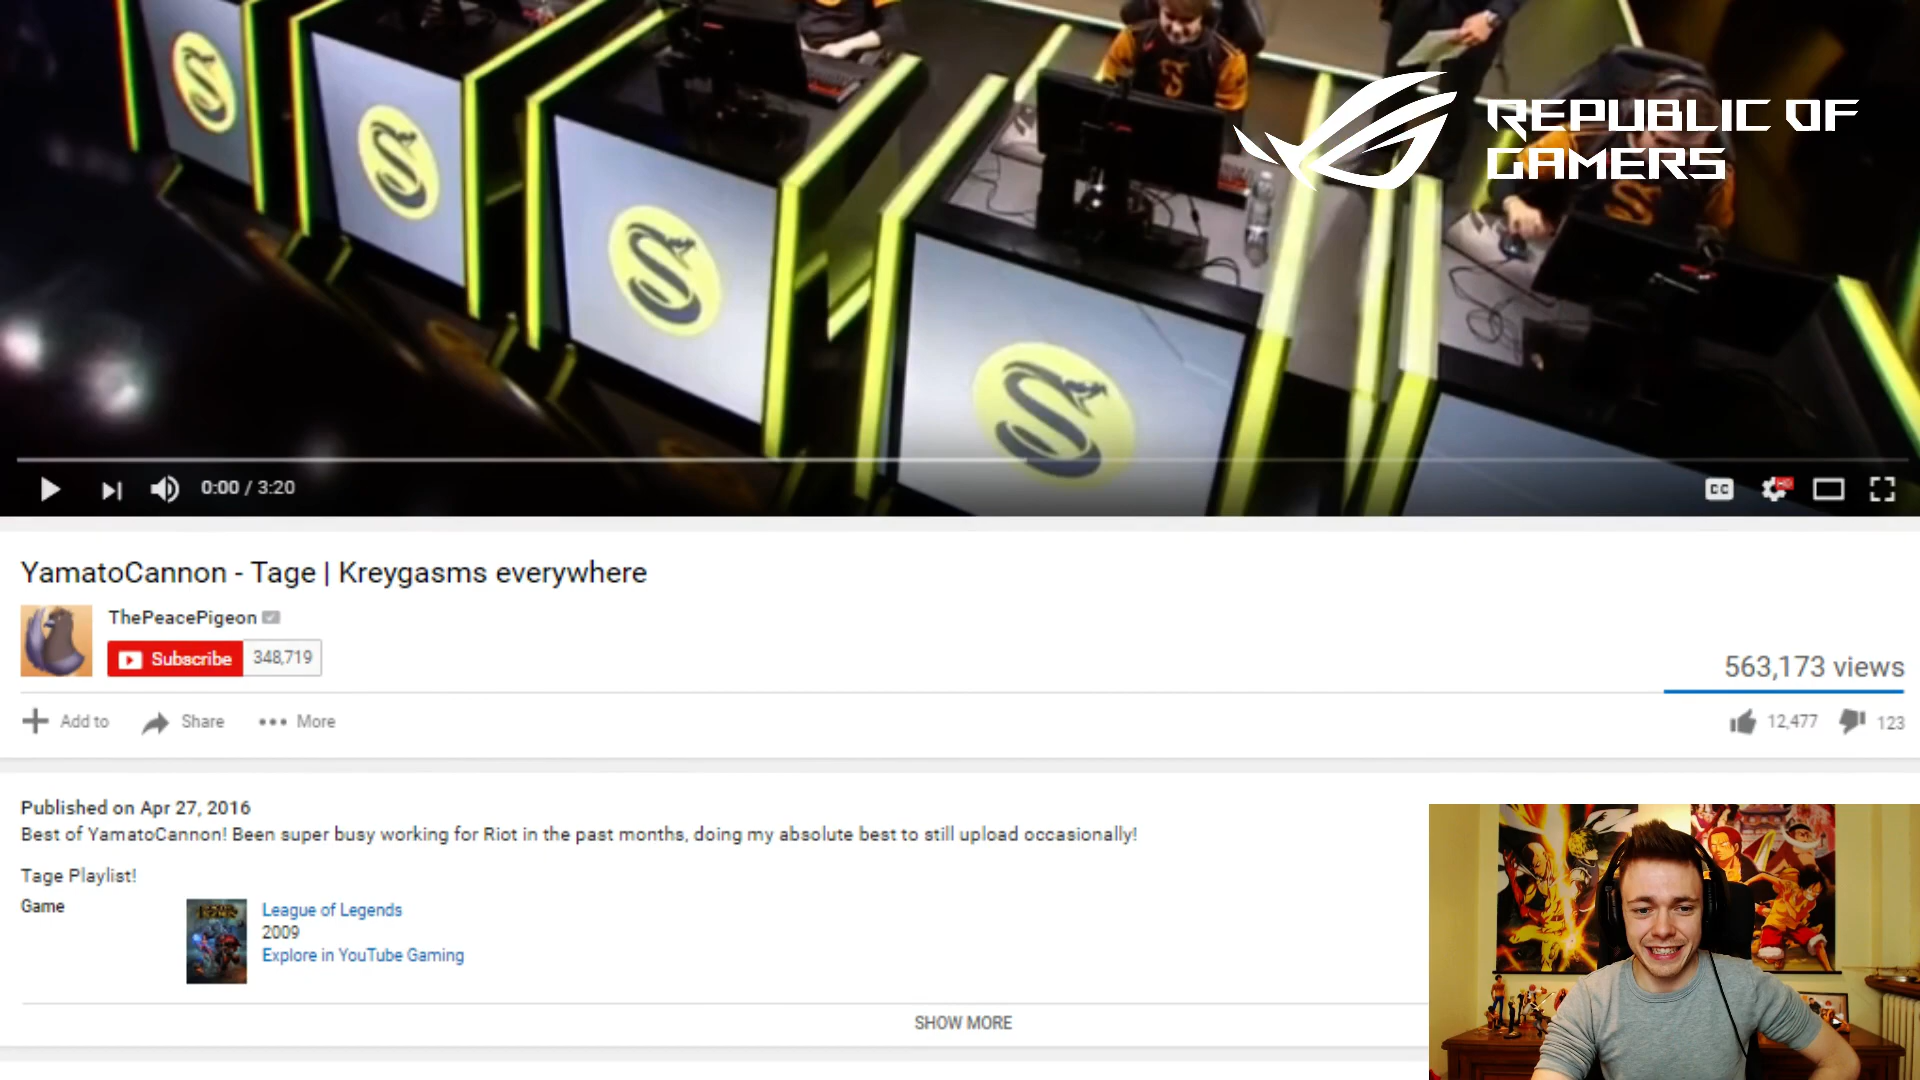 REPUBLIC OF
GAMERS
0:00 / 3:20
CC
HD
YamatoCannon - Tage | Kreygasms everywhere
ThePeacePigeon
Subscribe 348,719
563,173 views
Add to Share More
12,477 123
Published on Apr 27, 2016
Best of YamatoCannon! Been super busy working for Riot in the past months, doing my absolute best to still upload occasionally!
Tage Playlist!
Game
League of Legends
2009
Explore in YouTube Gaming
SHOW MORE